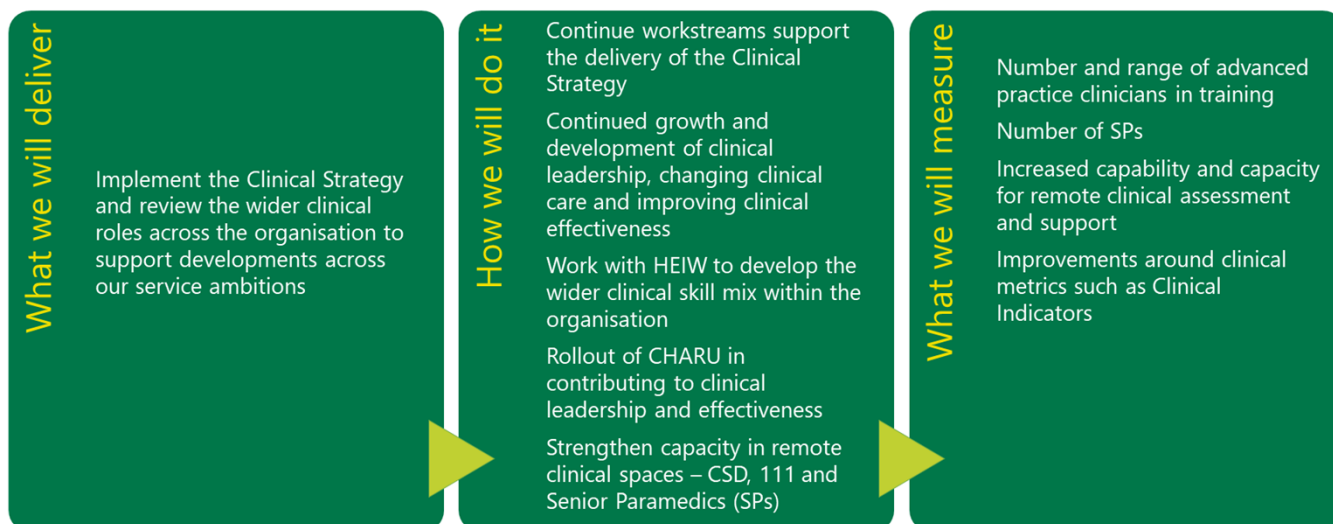 What we will deliver
Implement the Clinical Strategy
and review the wider clinical
roles across the organisation to
support developments across
our service ambitions
How we will do it
Continue workstreams support
the delivery of the Clinical
Strategy
Continued growth and
development of clinical
leadership, changing clinical
care and improving clinical
effectiveness
Work with HEIW to develop the
wider clinical skill mix within the
organisation
Rollout of CHARU in
contributing to clinical
leadership and effectiveness
Strengthen capacity in remote
clinical spaces – CSD, 111 and
Senior Paramedics (SPs)
What we will measure
Number and range of advanced
practice clinicians in training
Number of SPs
Increased capability and capacity
for remote clinical assessment
and support
Improvements around clinical
metrics such as Clinical
Indicators